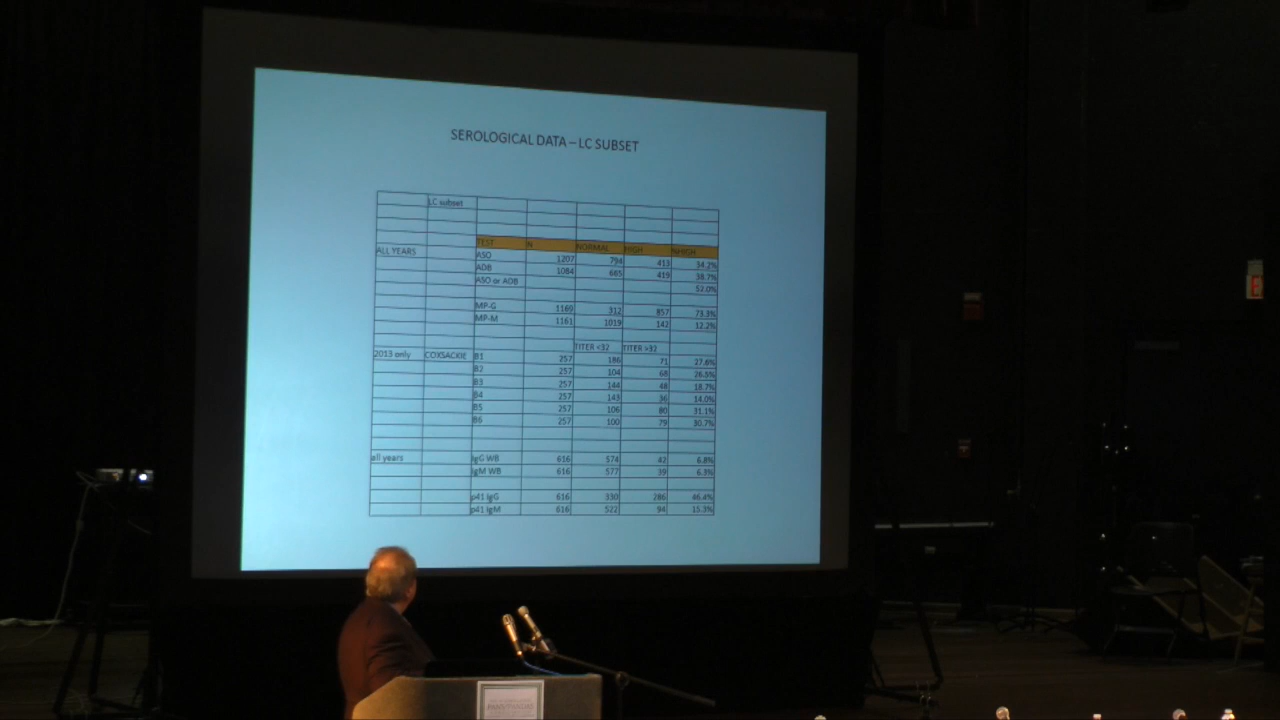 SEROLOGICAL DATA – LC SUBSET
LC subset
TEST N NORMAL HIGH %HIGH
ALL YEARS ASO 1207 794 413 34.2%
ADB 1084 665 419 38.7%
ASO or ADB 52.0%
MP-G 1169 312 857 73.3%
MP-M 1161 1019 142 12.2%
TITER <32 TITER >32
2013 only COXSACKIE B1 257 186 71 27.6%
B2 257 104 68 26.5%
B3 257 144 48 18.7%
B4 257 143 36 14.0%
B5 257 106 80 31.1%
B6 257 100 79 30.7%
all years IgG WB 616 574 42 6.8%
IgM WB 616 577 39 6.3%
p41 IgG 616 330 286 46.4%
p41 IgM 616 522 94 15.3%